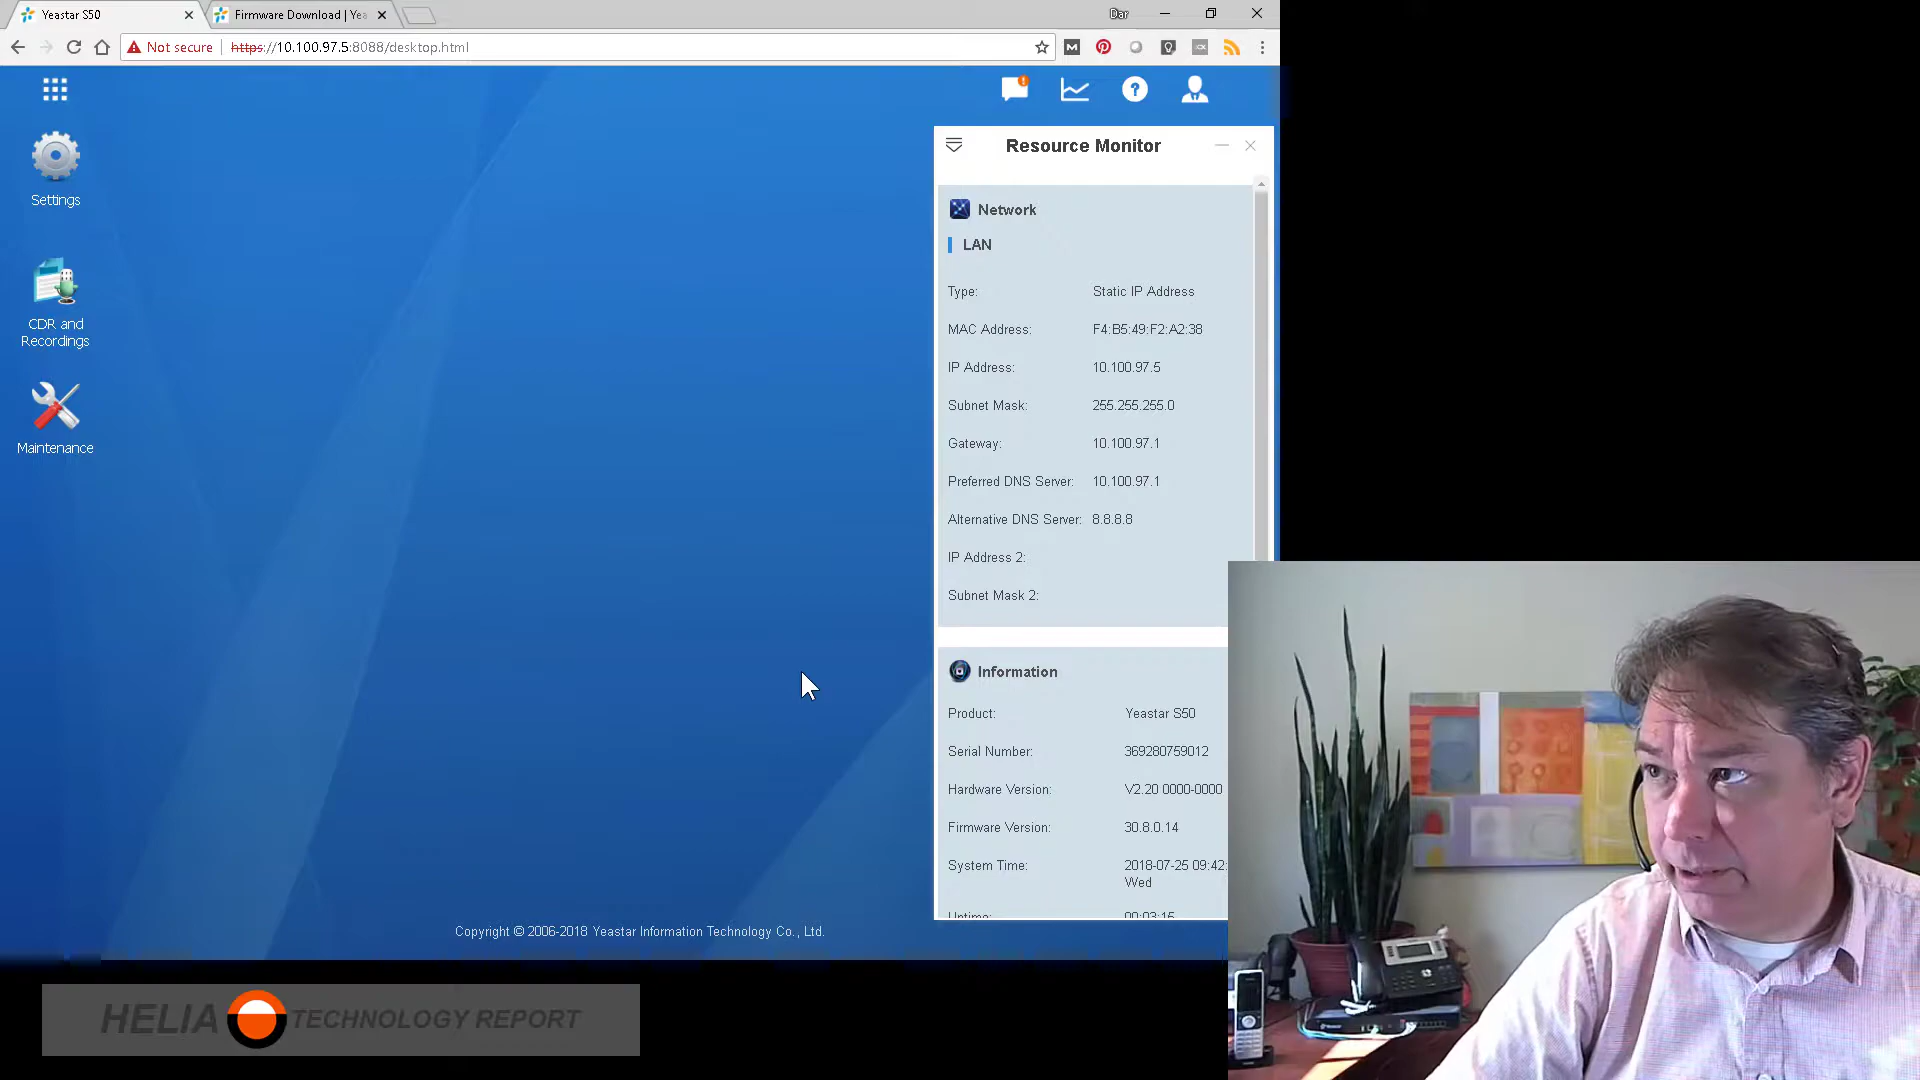 Yeastar S50
Firmware Download | Yea
Dar
Not secure
https://10.100.97.5:8088/desktop.html
Settings
CDR and
Recordings
Maintenance
Resource Monitor
Network
LAN
Type: Static IP Address
MAC Address: F4:B5:49:F2:A2:38
IP Address: 10.100.97.5
Subnet Mask: 255.255.255.0
Gateway: 10.100.97.1
Preferred DNS Server: 10.100.97.1
Alternative DNS Server: 8.8.8.8
IP Address 2:
Subnet Mask 2:
Information
Product: Yeastar S50
Serial Number: 369280759012
Hardware Version: V2.20 0000-0000
Firmware Version: 30.8.0.14
System Time: 2018-07-25 09:42:
Wed
Uptime: 00:03:15
Copyright © 2006-2018 Yeastar Information Technology Co., Ltd.
HELIA TECHNOLOGY REPORT